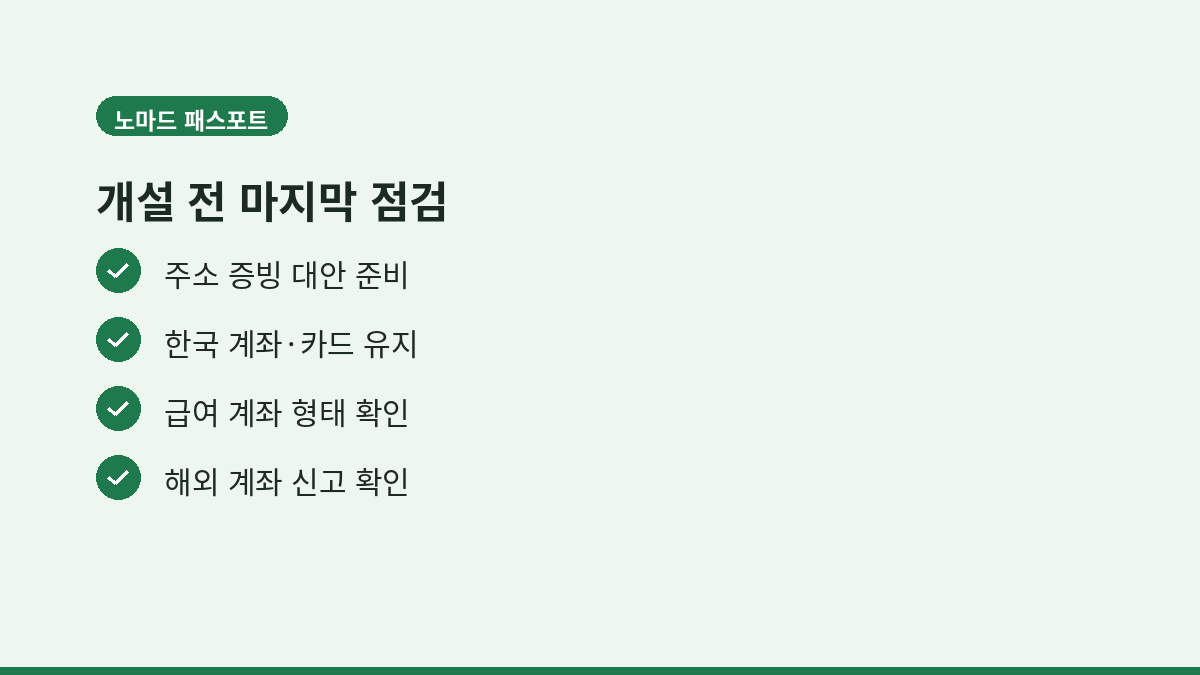 노마드 패스포트
개설 전 마지막 점검
주소 증빙 대안 준비
한국 계좌·카드 유지
급여 계좌 형태 확인
해외 계좌 신고 확인